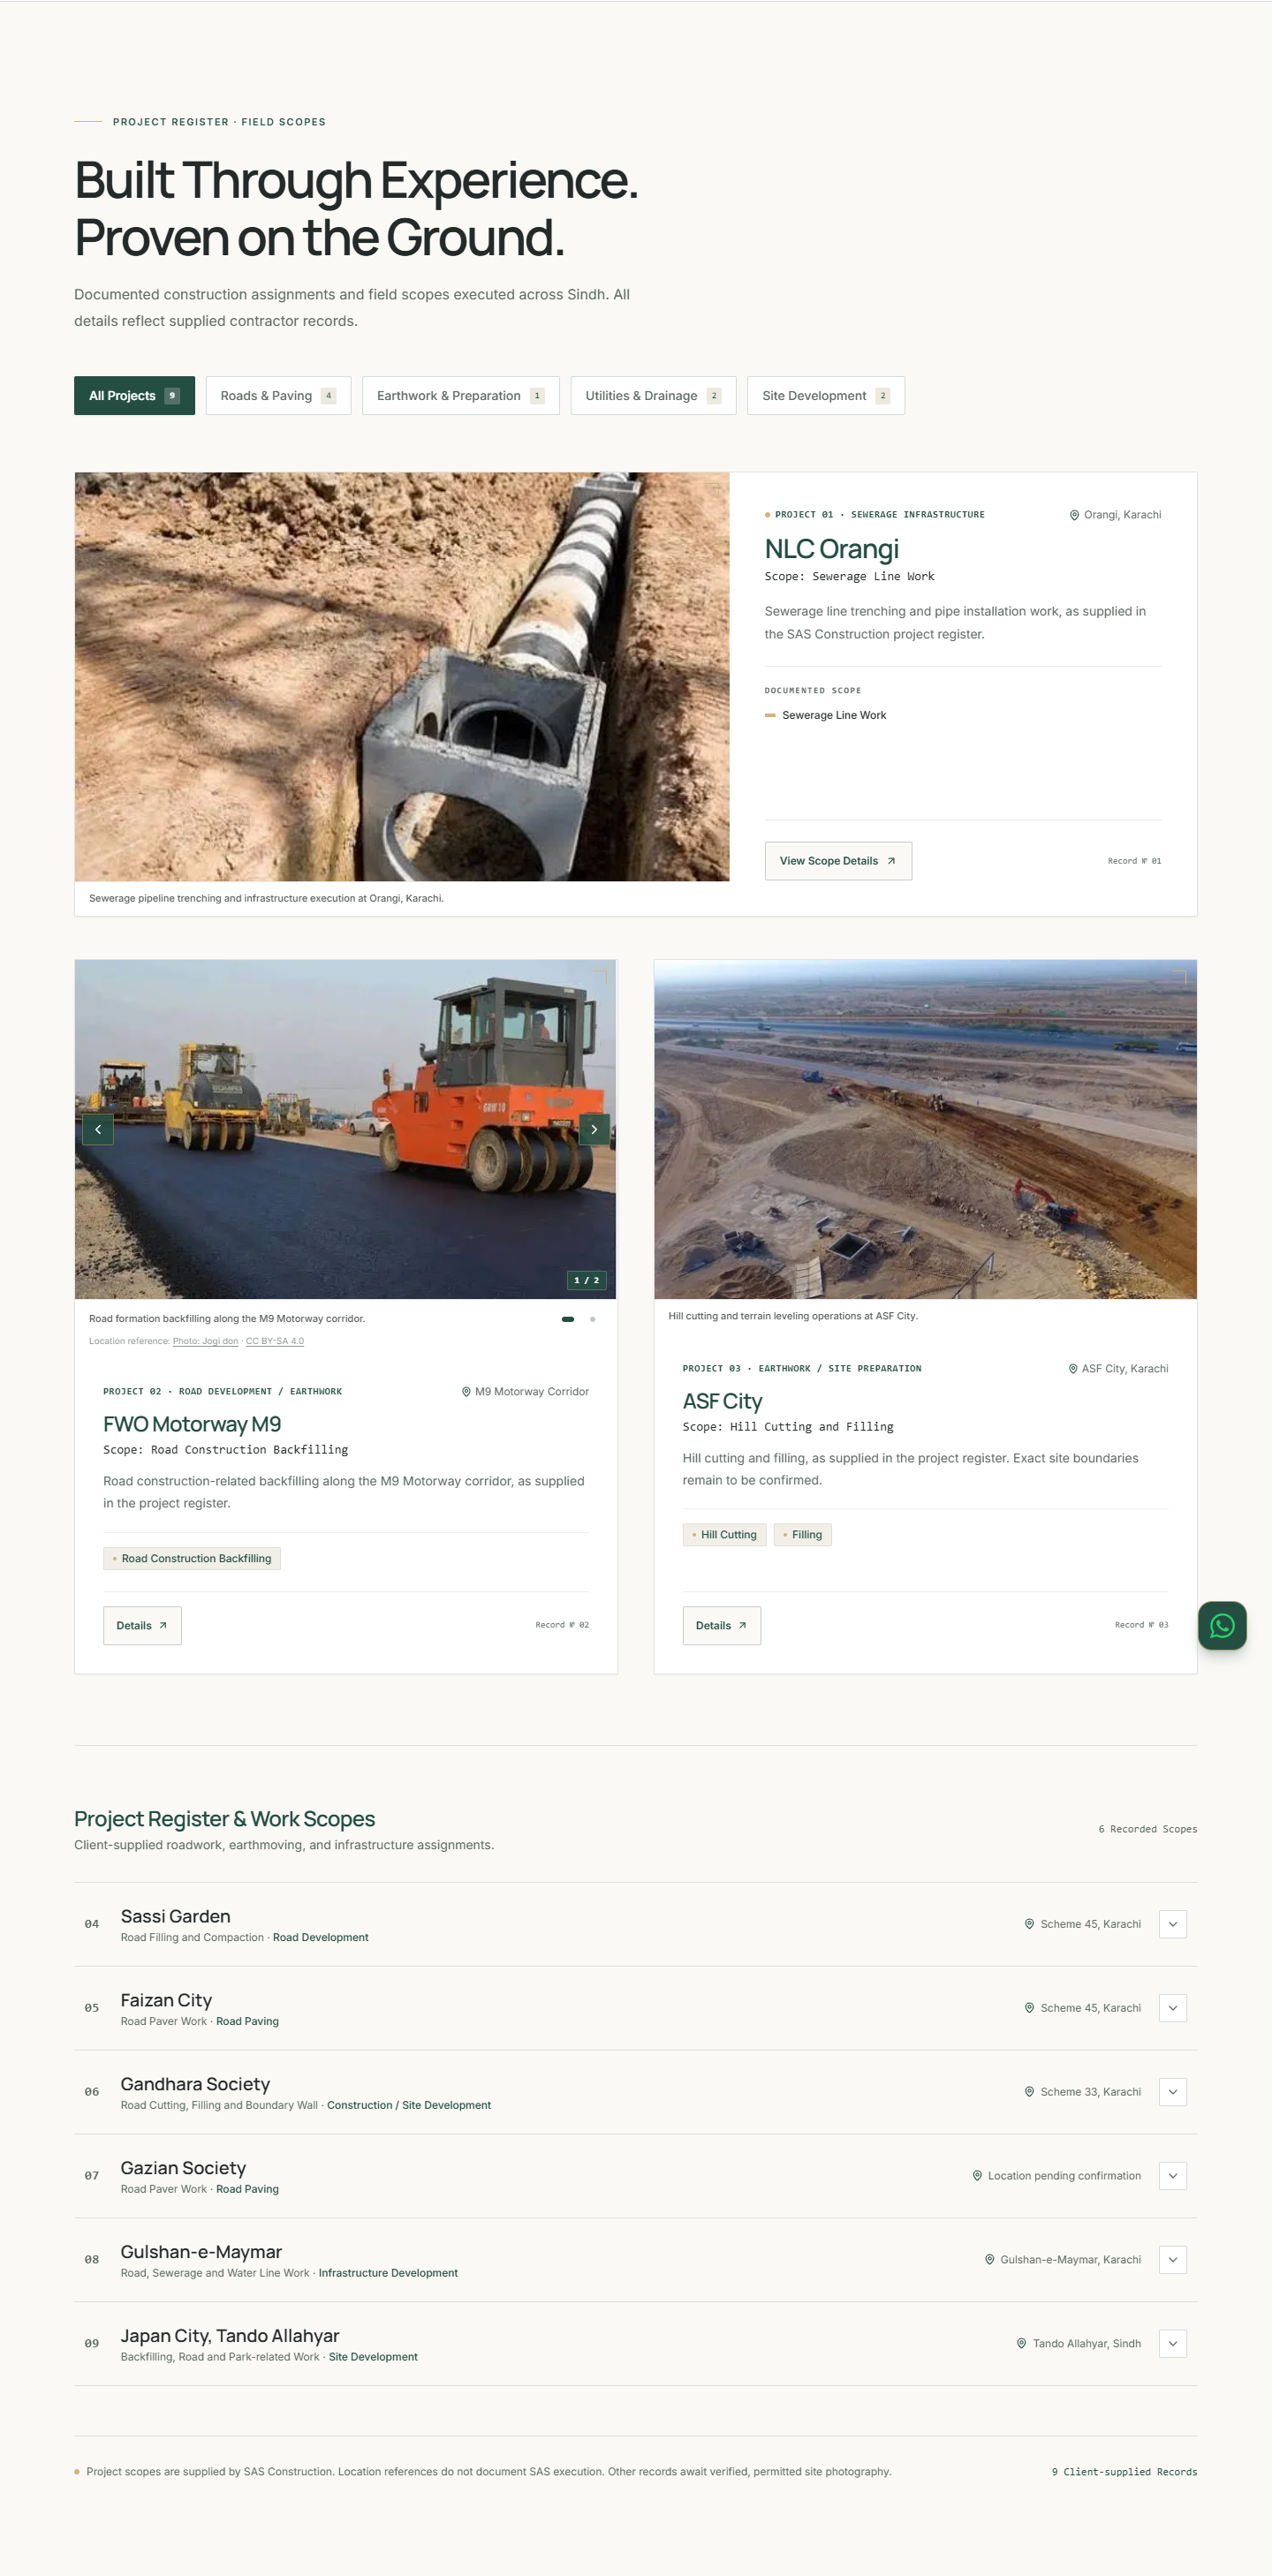 PROJECT REGISTER · FIELD SCOPES
Built Through Experience.
Proven on the Ground.
Documented construction assignments and field scopes executed across Sindh. All
details reflect supplied contractor records.
All Projects 9
Roads & Paving 4
Earthwork & Preparation 1
Utilities & Drainage 2
Site Development 2
PROJECT 01 · SEWERAGE INFRASTRUCTURE
Orangi, Karachi
NLC Orangi
Scope: Sewerage Line Work
Sewerage line trenching and pipe installation work, as supplied in
the SAS Construction project register.
DOCUMENTED SCOPE
Sewerage Line Work
View Scope Details
Record № 01
Sewerage pipeline trenching and infrastructure execution at Orangi, Karachi.
1 / 2
Road formation backfilling along the M9 Motorway corridor.
Location reference: Photo: Jogi don · CC BY-SA 4.0
PROJECT 02 · ROAD DEVELOPMENT / EARTHWORK
M9 Motorway Corridor
FWO Motorway M9
Scope: Road Construction Backfilling
Road construction-related backfilling along the M9 Motorway corridor, as supplied
in the project register.
Road Construction Backfilling
Details
Record № 02
Hill cutting and terrain leveling operations at ASF City.
PROJECT 03 · EARTHWORK / SITE PREPARATION
ASF City, Karachi
ASF City
Scope: Hill Cutting and Filling
Hill cutting and filling, as supplied in the project register. Exact site boundaries
remain to be confirmed.
Hill Cutting
Filling
Details
Record № 03
Project Register & Work Scopes
Client-supplied roadwork, earthmoving, and infrastructure assignments.
6 Recorded Scopes
04
Sassi Garden
Road Filling and Compaction · Road Development
Scheme 45, Karachi
05
Faizan City
Road Paver Work · Road Paving
Scheme 45, Karachi
06
Gandhara Society
Road Cutting, Filling and Boundary Wall · Construction / Site Development
Scheme 33, Karachi
07
Gazian Society
Road Paver Work · Road Paving
Location pending confirmation
08
Gulshan-e-Maymar
Road, Sewerage and Water Line Work · Infrastructure Development
Gulshan-e-Maymar, Karachi
09
Japan City, Tando Allahyar
Backfilling, Road and Park-related Work · Site Development
Tando Allahyar, Sindh
Project scopes are supplied by SAS Construction. Location references do not document SAS execution. Other records await verified, permitted site photography.
9 Client-supplied Records